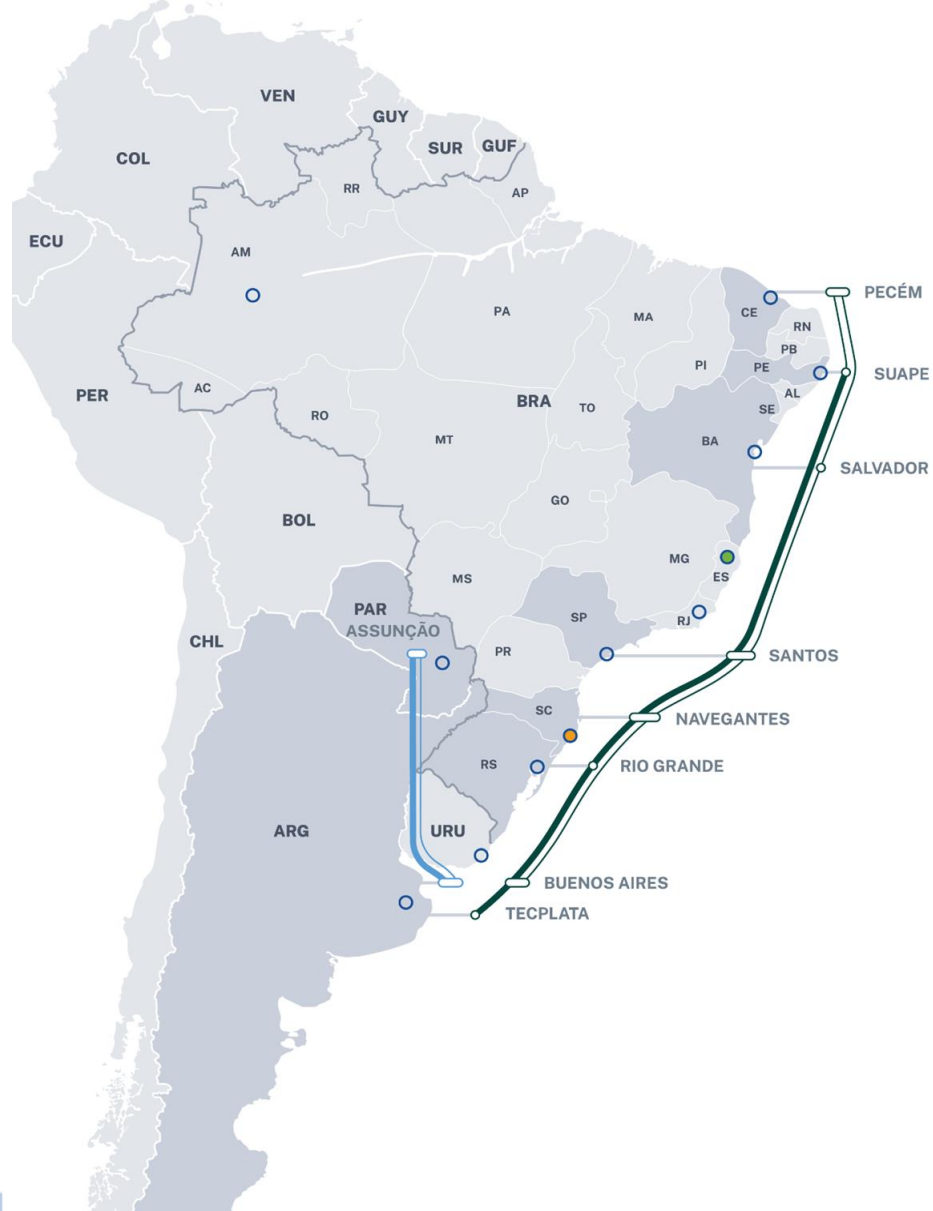 VEN
GUY
SUR
GUF
COL
RR
AP
ECU
AM
PECÉM
CE
PA
MA
RN
PB
PI
PE
SUAPE
AC
PER
AL
BRA
TO
SE
RO
MT
BA
SALVADOR
GO
BOL
MG
MS
ES
PAR
SP
RJ
ASSUNÇÃO
CHL
PR
SANTOS
SC
NAVEGANTES
RS
RIO GRANDE
ARG
URU
BUENOS AIRES
TECPLATA